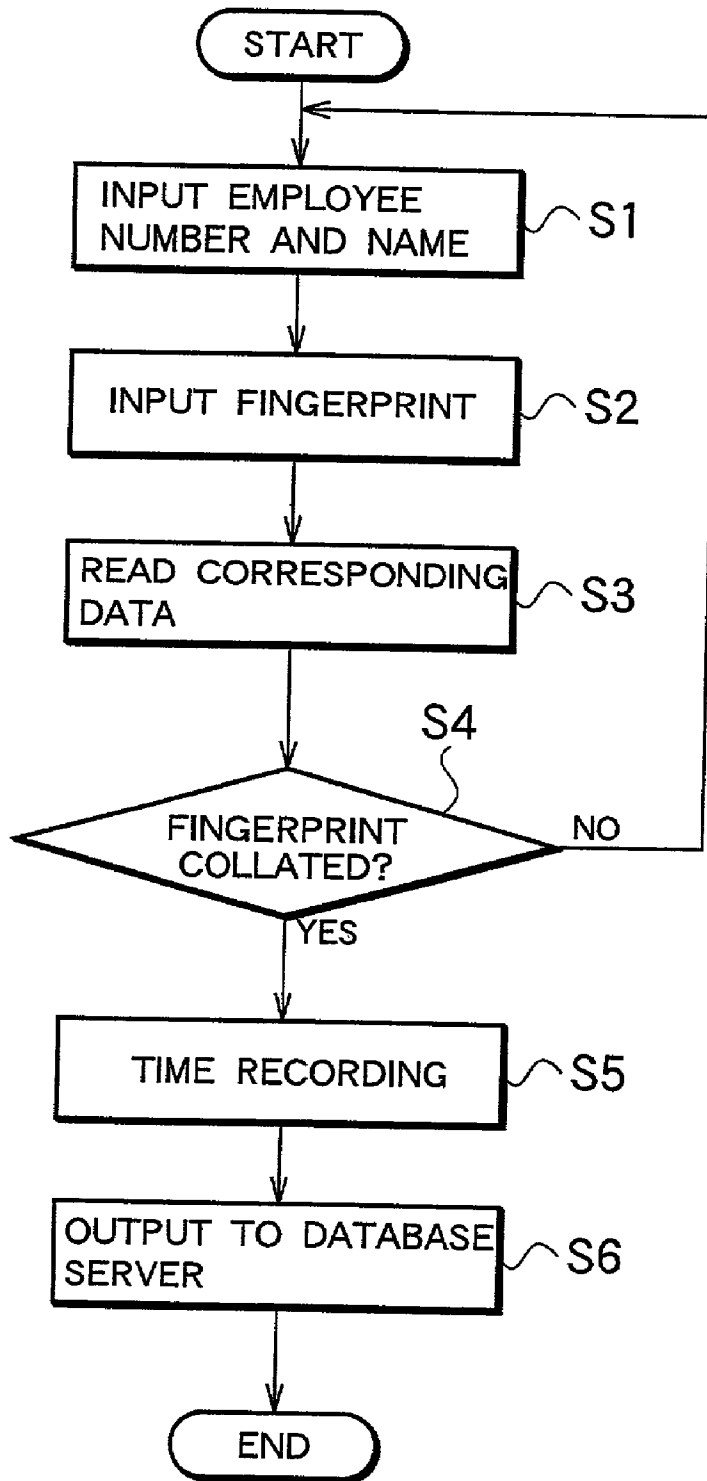 START
INPUT EMPLOYEE
NUMBER AND NAME
S1
INPUT FINGERPRINT
S2
READ CORRESPONDING
DATA
S3
S4
FINGERPRINT
COLLATED?
NO
YES
TIME RECORDING
S5
OUTPUT TO DATABASE
SERVER
S6
END